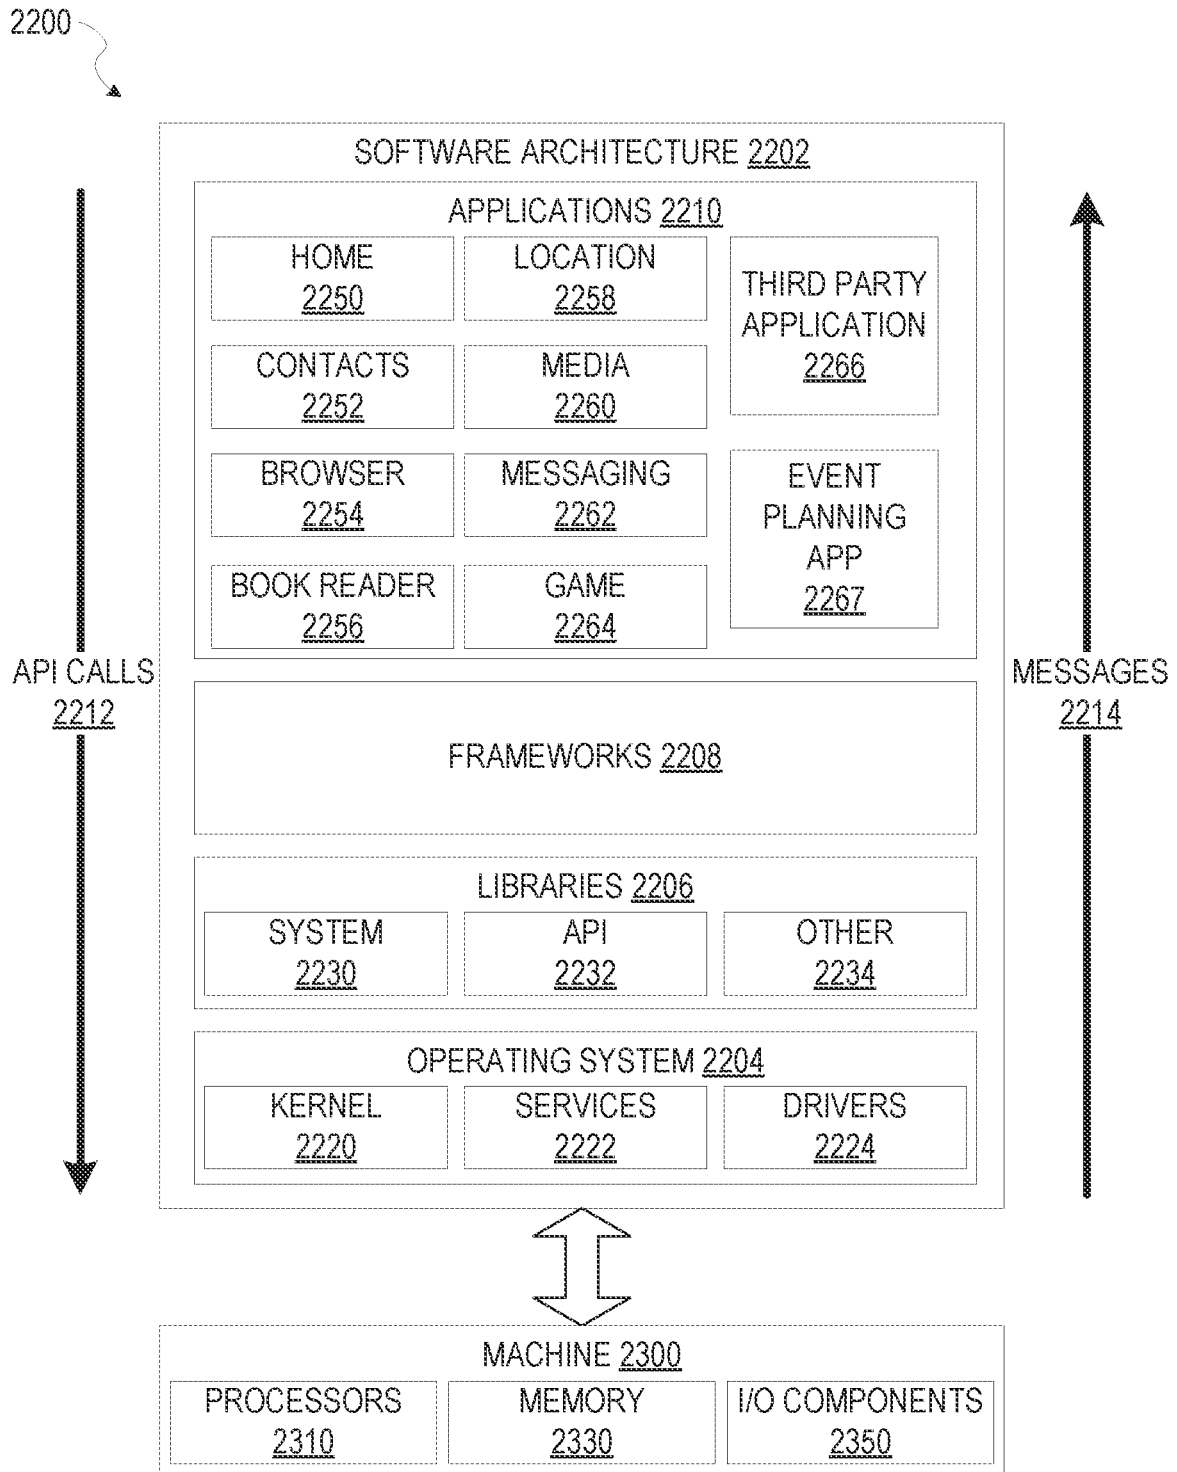 2200
SOFTWARE ARCHITECTURE 2202
APPLICATIONS 2210
HOME
2250
LOCATION
2258
THIRD PARTY
APPLICATION
2266
CONTACTS
2252
MEDIA
2260
BROWSER
2254
MESSAGING
2262
EVENT
PLANNING
APP
2267
BOOK READER
2256
GAME
2264
API CALLS
2212
MESSAGES
2214
FRAMEWORKS 2208
LIBRARIES 2206
SYSTEM
2230
API
2232
OTHER
2234
OPERATING SYSTEM 2204
KERNEL
2220
SERVICES
2222
DRIVERS
2224
MACHINE 2300
PROCESSORS
2310
MEMORY
2330
I/O COMPONENTS
2350